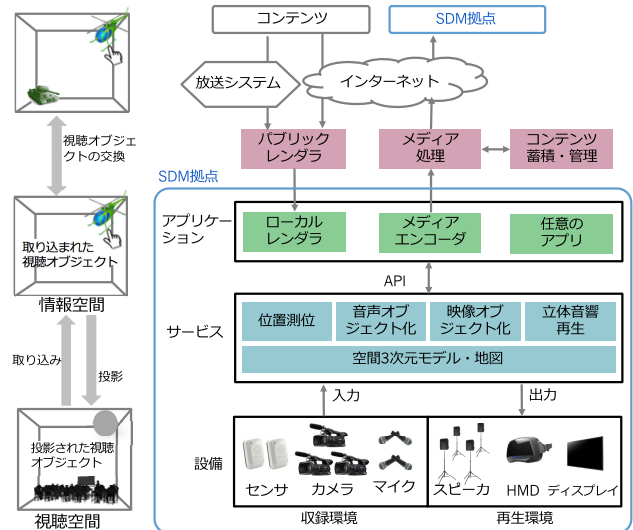 コンテンツ
SDM拠点
放送システム
インターネット
視聴オブジェ
クトの交換
パブリック
レンダラ
メディア
処理
コンテンツ
蓄積・管理
SDM拠点
アプリケー
ション
ローカル
レンダラ
メディア
エンコーダ
任意の
アプリ
取り込まれた
視聴オブジェクト
情報空間
API
サービス
位置測位
音声オブ
ジェクト化
映像オブ
ジェクト化
立体音響
再生
空間3次元モデル・地図
取り込み
投影
入力
出力
投影された視聴
オブジェクト
視聴空間
設備
センサ
カメラ
マイク
スピーカ
HMD
ディスプレイ
収録環境
再生環境